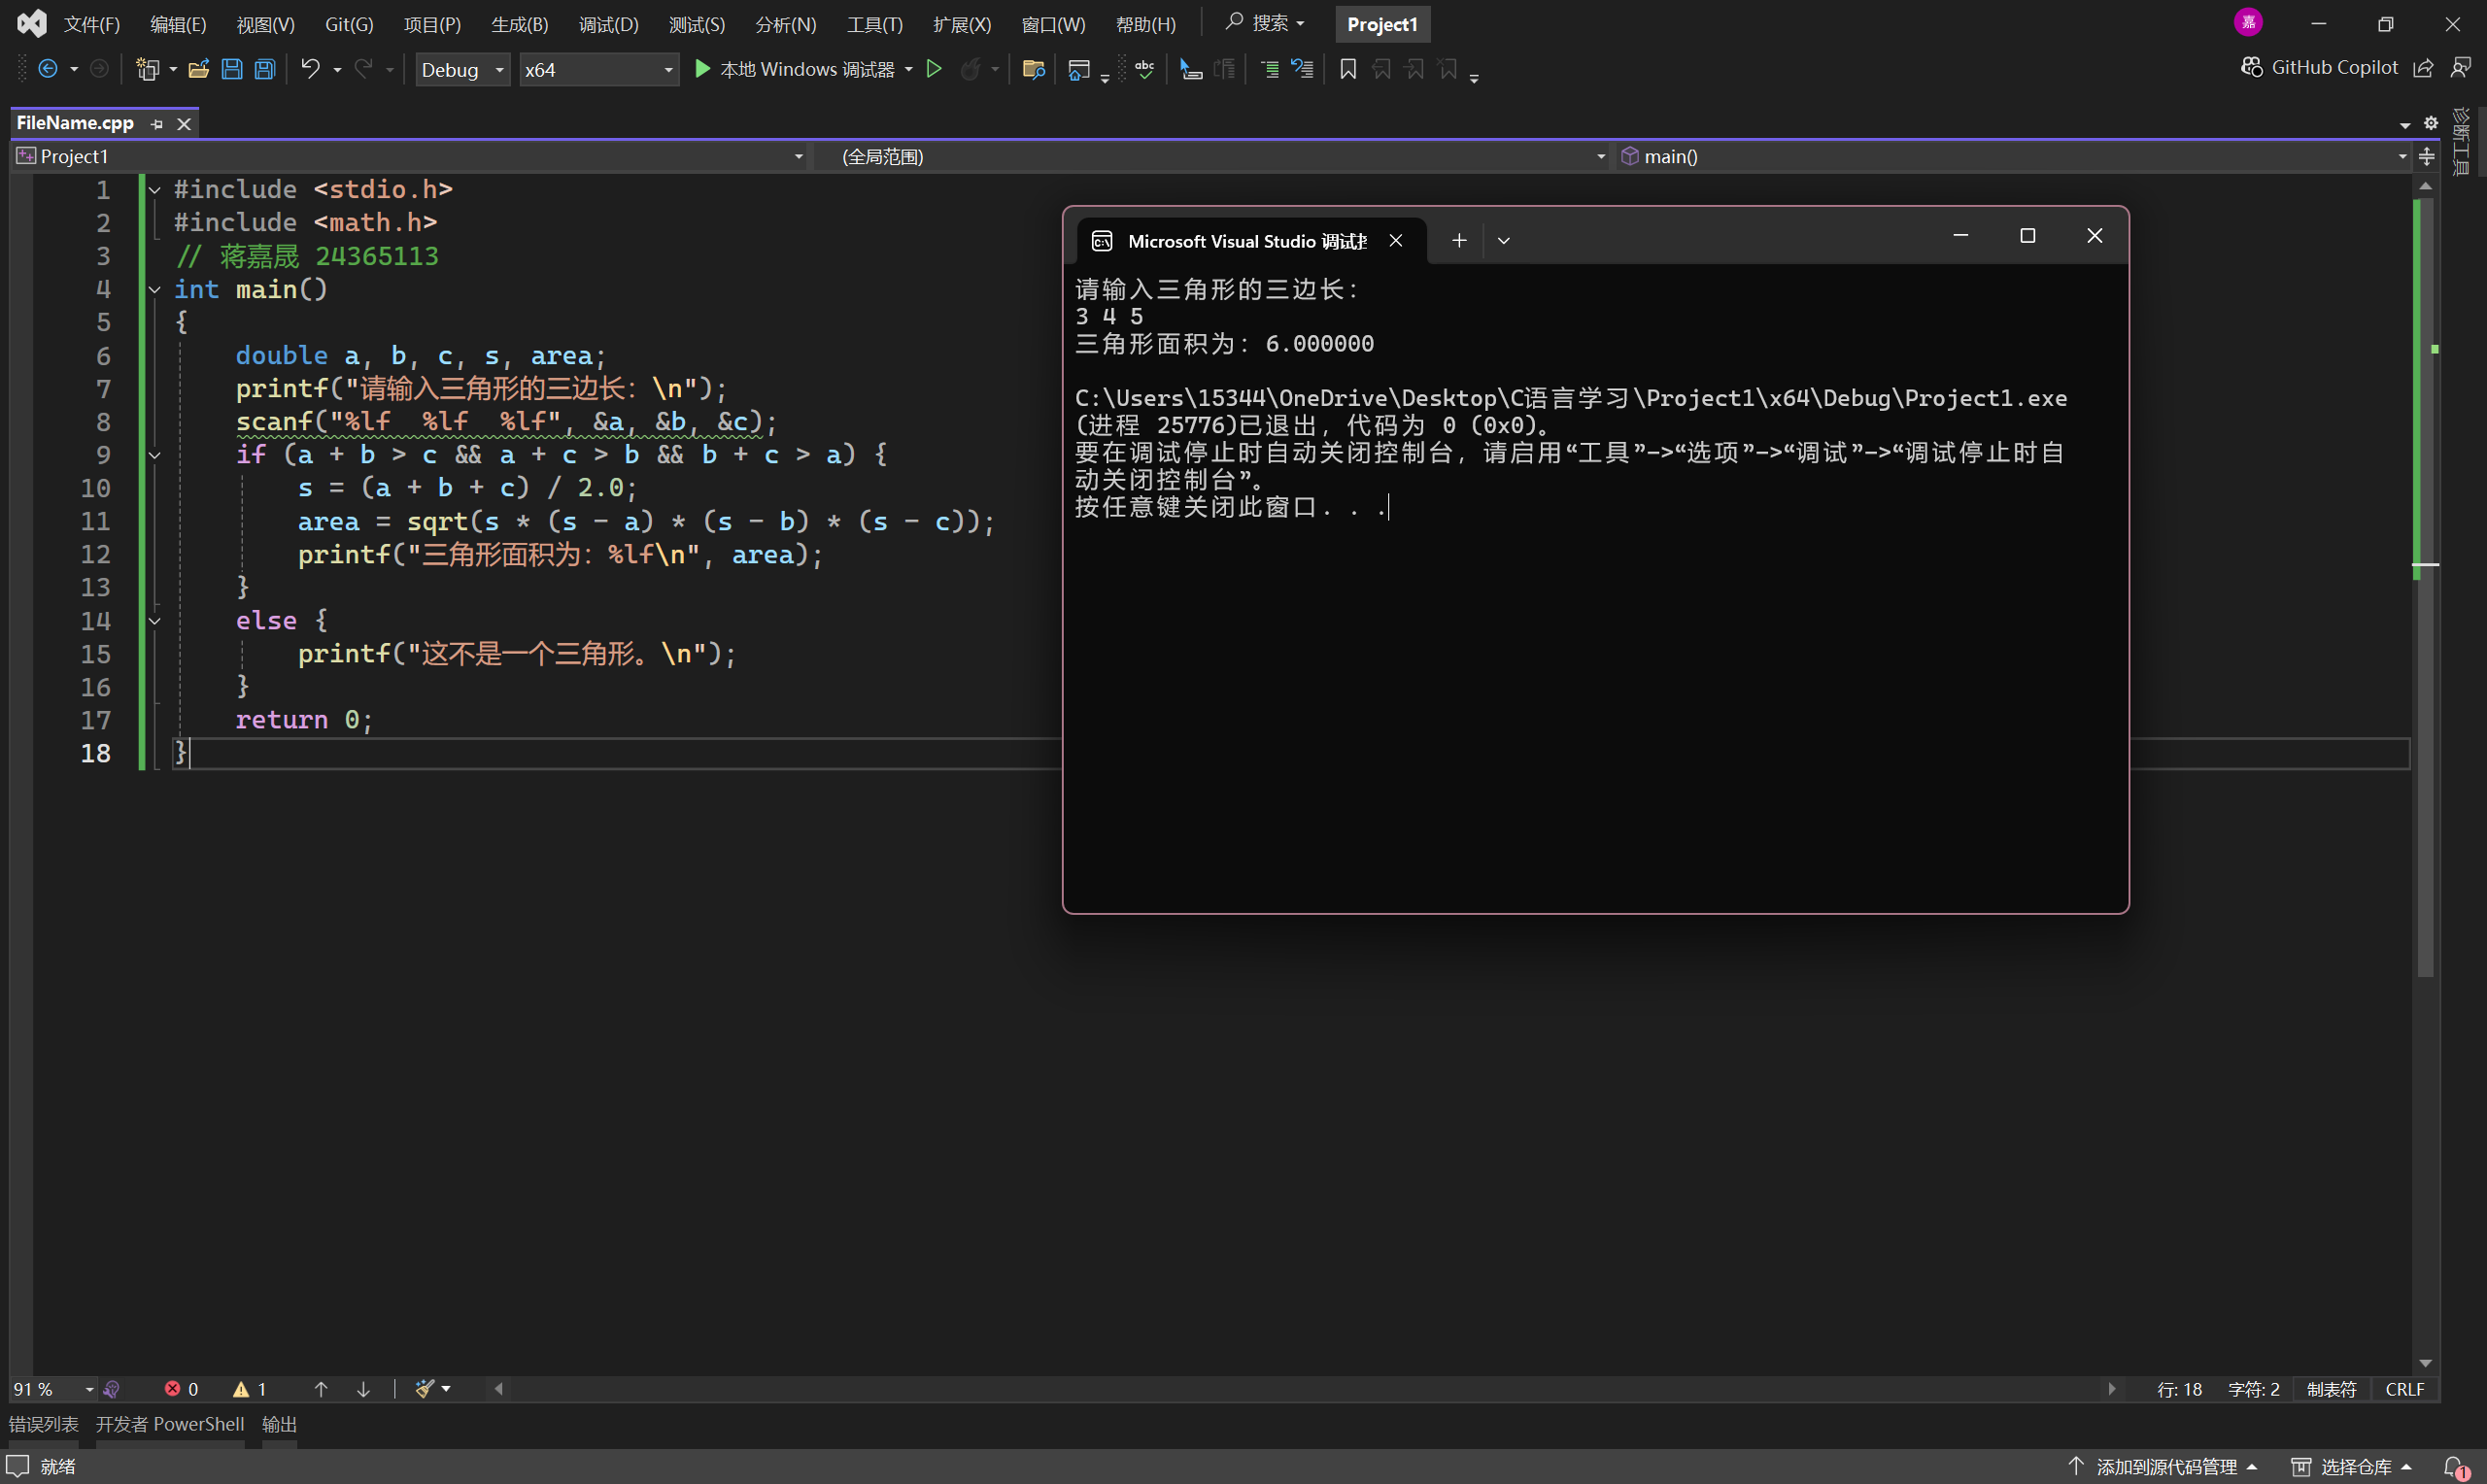 文件(F) 编辑(E) 视图(V) Git(G) 项目(P) 生成(B) 调试(D) 测试(S) 分析(N) 工具(T) 扩展(X) 窗口(W) 帮助(H) 搜索 Project1 嘉
Debug x64 本地 Windows 调试器 abc GitHub Copilot
FileName.cpp
诊断工具
Project1 (全局范围) main()
1 #include <stdio.h>
2 #include <math.h>
3 // 蒋嘉晟 24365113
4 int main()
5 {
6 double a, b, c, s, area;
7 printf("请输入三角形的三边长：\n");
8 scanf("%lf  %lf  %lf", &a, &b, &c);
9 if (a + b > c && a + c > b && b + c > a) {
10 s = (a + b + c) / 2.0;
11 area = sqrt(s * (s - a) * (s - b) * (s - c));
12 printf("三角形面积为：%lf\n", area);
13 }
14 else {
15 printf("这不是一个三角形。\n");
16 }
17 return 0;
18 }
Microsoft Visual Studio 调试
请输入三角形的三边长：
3 4 5
三角形面积为：6.000000
C:\Users\15344\OneDrive\Desktop\C语言学习\Project1\x64\Debug\Project1.exe
(进程 25776)已退出，代码为 0 (0x0)。
要在调试停止时自动关闭控制台，请启用“工具”->“选项”->“调试”->“调试停止时自
动关闭控制台”。
按任意键关闭此窗口. . .
91 % 0 1 行: 18 字符: 2 制表符 CRLF
错误列表 开发者 PowerShell 输出
就绪 添加到源代码管理 选择仓库 1